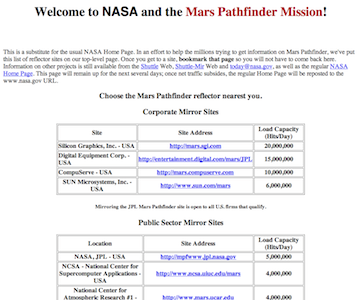 Welcome to NASA and the Mars Pathfinder Mission!
This is a substitute for the usual NASA Home Page. In an effort to help the millions trying to get information on Mars Pathfinder, we've put
this list of reflector sites on our top-level page. Once you get to a site, bookmark that page so you will not have to come back here.
Information on other projects is still available from the Shuttle Web, Shuttle-Mir Web and today@nasa.gov, as well as the regular NASA
Home Page. This page will remain up for the next several days; once net traffic subsides, the regular Home Page will be reposted to the
www.nasa.gov URL.
Choose the Mars Pathfinder reflector nearest you.
Corporate Mirror Sites
Site Site Address Load Capacity
(Hits/Day)
Silicon Graphics, Inc. - USA http://mars.sgi.com 20,000,000
Digital Equipment Corp. -
USA http://entertainment.digital.com/mars/JPL 15,000,000
CompuServe - USA http://mars.compuserve.com 10,000,000
SUN Microsystems, Inc. -
USA http://www.sun.com/mars 6,000,000
Mirroring the JPL Mars Pathfinder site is open to all U.S. firms that qualify.
Public Sector Mirror Sites
Location Site Address Load Capacity
(Hits/Day)
NASA, JPL - USA http://mpfwww.jpl.nasa.gov 5,000,000
NCSA - National Center for
Supercomputer Applications -
USA http://www.ncsa.uiuc.edu/mars 4,000,000
National Center for
Atmospheric Research #1 - http://mars.ucar.edu 4,000,000